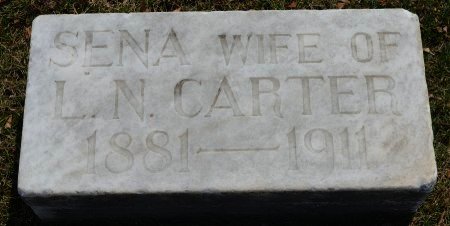 SENA WIFE OF
L. N. CARTER
1881—1911